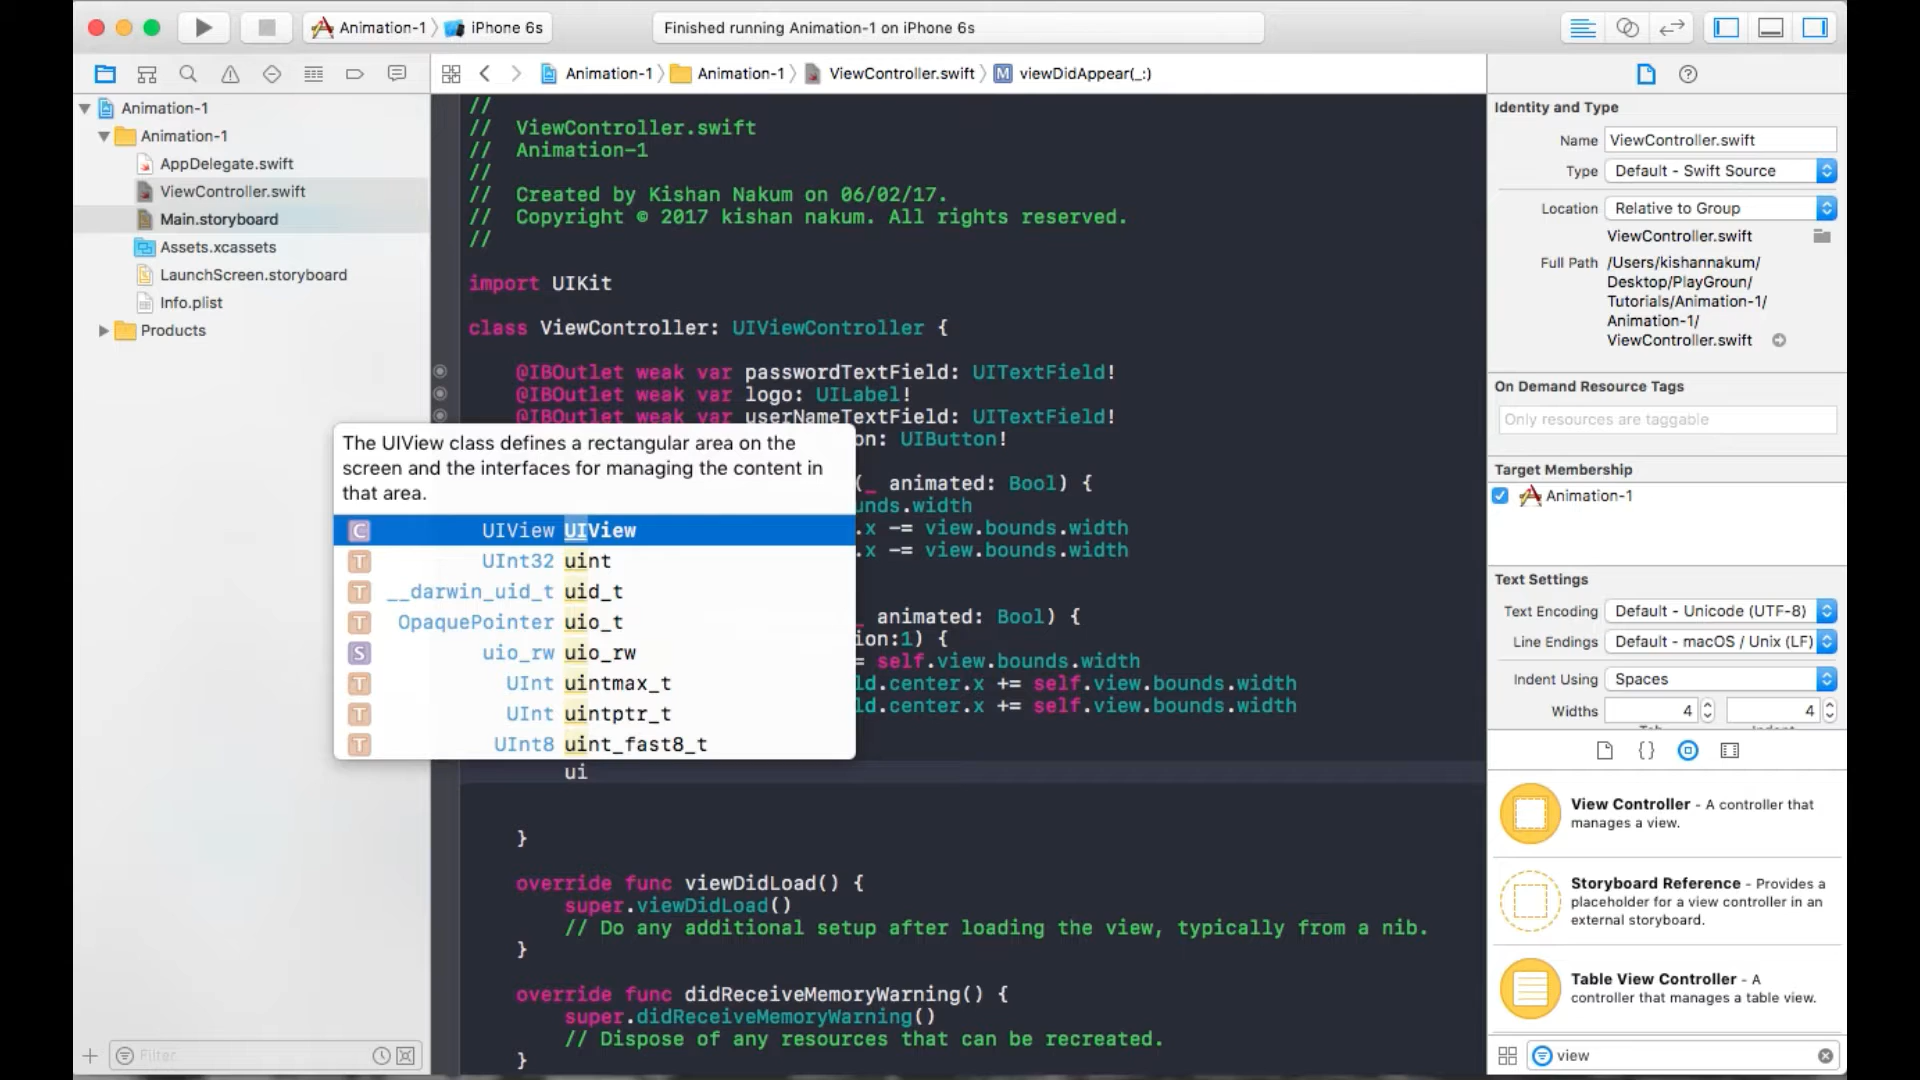 Animation-1 iPhone 6s
Finished running Animation-1 on iPhone 6s
Animation-1 Animation-1 ViewController.swift M viewDidAppear(_:)
Animation-1
Animation-1
AppDelegate.swift
ViewController.swift
Main.storyboard
Assets.xcassets
LaunchScreen.storyboard
Info.plist
Products
Filter
//
// ViewController.swift
// Animation-1
//
// Created by Kishan Nakum on 06/02/17.
// Copyright © 2017 kishan nakum. All rights reserved.
//
import UIKit
class ViewController: UIViewController {
@IBOutlet weak var passwordTextField: UITextField!
@IBOutlet weak var logo: UILabel!
@IBOutlet weak var userNameTextField: UITextField!
on: UIButton!
(_ animated: Bool) {
unds.width
.x -= view.bounds.width
.x -= view.bounds.width
_ animated: Bool) {
ion:1) {
= self.view.bounds.width
ld.center.x += self.view.bounds.width
ld.center.x += self.view.bounds.width
The UIView class defines a rectangular area on the
screen and the interfaces for managing the content in
that area.
C UIView UIView
T UInt32 uint
T __darwin_uid_t uid_t
T OpaquePointer uio_t
S uio_rw uio_rw
T UInt uintmax_t
T UInt uintptr_t
T UInt8 uint_fast8_t
ui
}
override func viewDidLoad() {
super.viewDidLoad()
// Do any additional setup after loading the view, typically from a nib.
}
override func didReceiveMemoryWarning() {
super.didReceiveMemoryWarning()
// Dispose of any resources that can be recreated.
}
Identity and Type
Name ViewController.swift
Type Default - Swift Source
Location Relative to Group
ViewController.swift
Full Path /Users/kishannakum/
Desktop/PlayGroun/
Tutorials/Animation-1/
Animation-1/
ViewController.swift
On Demand Resource Tags
Only resources are taggable
Target Membership
Animation-1
Text Settings
Text Encoding Default - Unicode (UTF-8)
Line Endings Default - macOS / Unix (LF)
Indent Using Spaces
Widths 4 4
{}
View Controller - A controller that
manages a view.
Storyboard Reference - Provides a
placeholder for a view controller in an
external storyboard.
Table View Controller - A
controller that manages a table view.
view